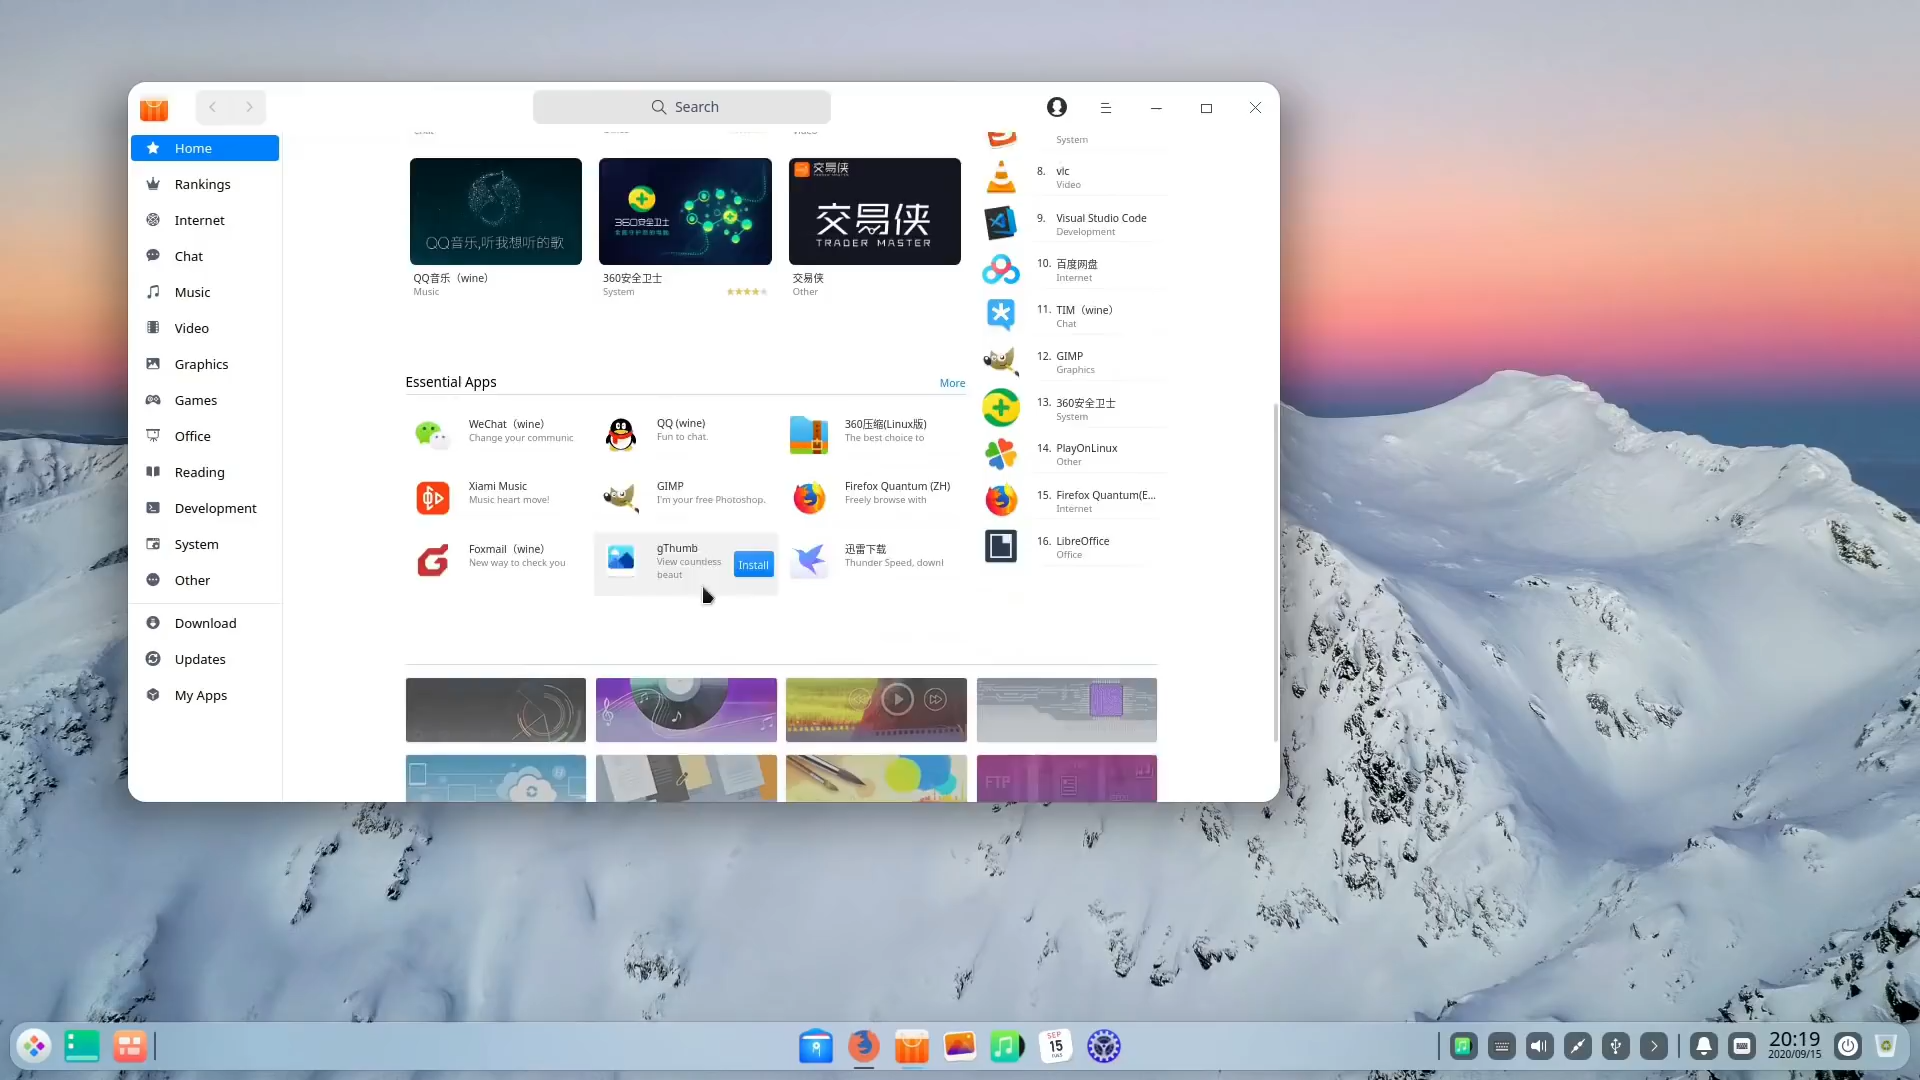 Search
Home
Rankings
Internet
Chat
Music
Video
Graphics
Games
Office
Reading
Development
System
Other
Download
Updates
My Apps
QQ音乐,听我想听的歌
360安全卫士
交易侠
交易侠
TRADER MASTER
QQ音乐（wine）
Music
360安全卫士
System
交易侠
Other
Essential Apps
More
WeChat（wine）
Change your communic
QQ (wine)
Fun to chat.
360压缩(Linux版)
The best choice to
Xiami Music
Music heart move!
GIMP
I'm your free Photoshop.
Firefox Quantum (ZH)
Freely browse with
Foxmail（wine）
New way to check you
gThumb
View countless
beaut
Install
迅雷下载
Thunder Speed, downl
System
8. vlc
Video
9. Visual Studio Code
Development
10. 百度网盘
Internet
11. TIM（wine）
Chat
12. GIMP
Graphics
13. 360安全卫士
System
14. PlayOnLinux
Other
15. Firefox Quantum(E...
Internet
16. LibreOffice
Office
FTP
SEP
15
TUES
20:19
2020/09/15